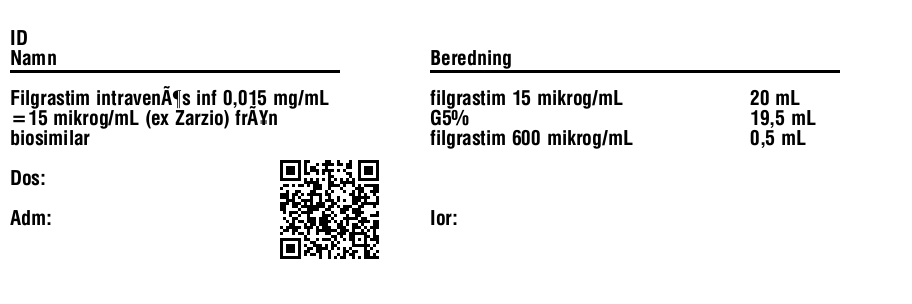 ID
Namn
Beredning
Filgrastim intravenÃ¶s inf 0,015 mg/mL
=15 mikrog/mL (ex Zarzio) frÃ¥n
biosimilar
filgrastim 15 mikrog/mL 20 mL
G5% 19,5 mL
filgrastim 600 mikrog/mL 0,5 mL
Dos:
Adm:
Ior: